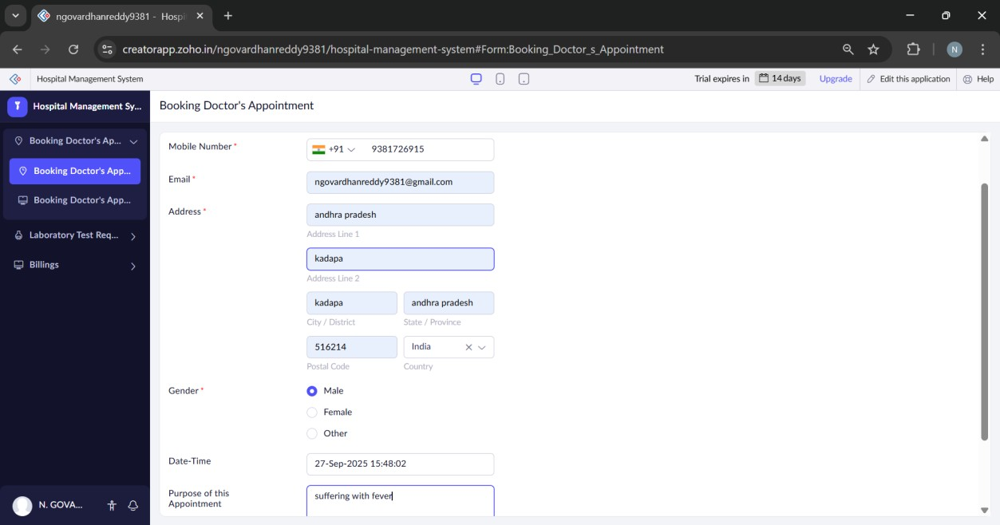 ngovardhanreddy9381 - Hospi
creatorapp.zoho.in/ngovardhanreddy9381/hospital-management-system#Form:Booking_Doctor_s_Appointment
N
Hospital Management System
Trial expires in 14 days Upgrade Edit this application Help
Hospital Management Sy...
Booking Doctor's Appointment
Booking Doctor's Ap...
Booking Doctor's App...
Booking Doctor's App...
Laboratory Test Req...
Billings
N. GOVA...
Mobile Number * +91 9381726915
Email * ngovardhanreddy9381@gmail.com
Address * andhra pradesh
Address Line 1
kadapa
Address Line 2
kadapa andhra pradesh
City / District State / Province
516214 India
Postal Code Country
Gender * Male
Female
Other
Date-Time 27-Sep-2025 15:48:02
Purpose of this
Appointment
suffering with fever